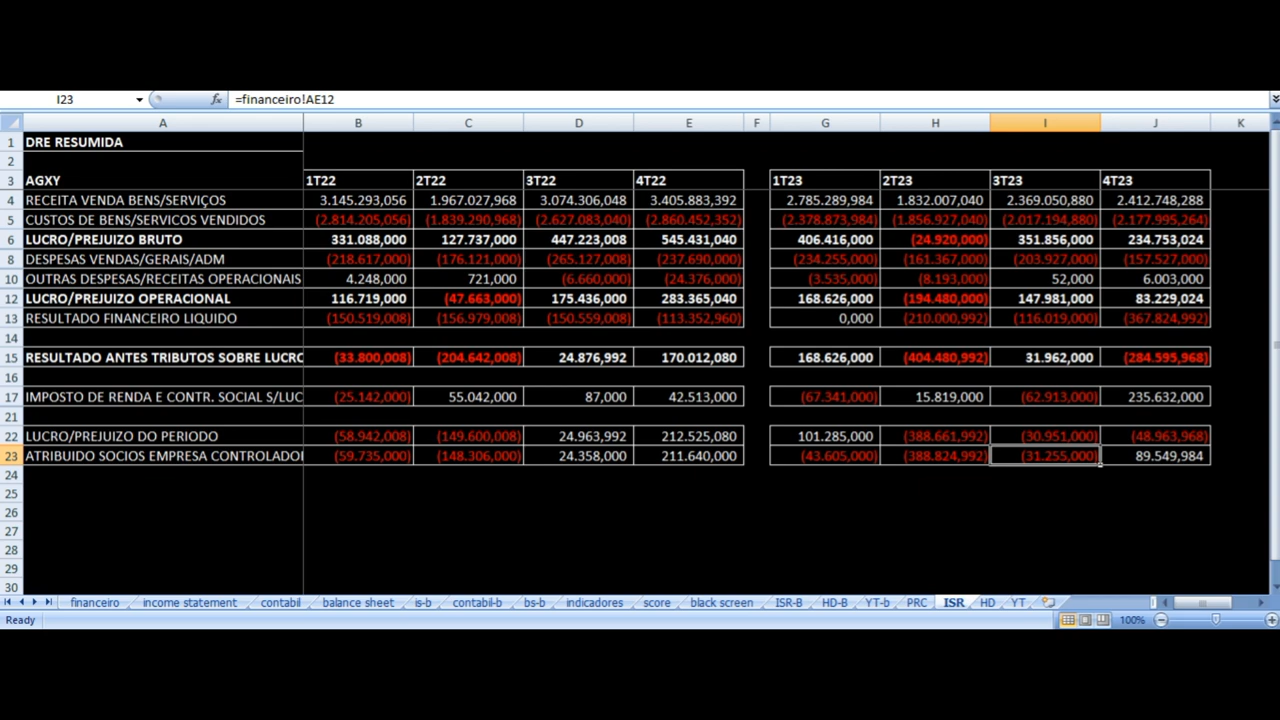 I23 fx =financeiro!AE12
A B C D E F G H I J K
1 DRE RESUMIDA
2
3 AGXY 1T22 2T22 3T22 4T22 1T23 2T23 3T23 4T23
4 RECEITA VENDA BENS/SERVIÇOS 3.145.293,056 1.967.027,968 3.074.306,048 3.405.883,392 2.785.289,984 1.832.007,040 2.369.050,880 2.412.748,288
5 CUSTOS DE BENS/SERVICOS VENDIDOS (2.814.205,056) (1.839.290,968) (2.627.083,040) (2.860.452,352) (2.378.873,984) (1.856.927,040) (2.017.194,880) (2.177.995,264)
6 LUCRO/PREJUIZO BRUTO 331.088,000 127.737,000 447.223,008 545.431,040 406.416,000 (24.920,000) 351.856,000 234.753,024
8 DESPESAS VENDAS/GERAIS/ADM (218.617,000) (176.121,000) (265.127,008) (237.690,000) (234.255,000) (161.367,000) (203.927,000) (157.527,000)
10 OUTRAS DESPESAS/RECEITAS OPERACIONAIS 4.248,000 721,000 (6.660,000) (24.376,000) (3.535,000) (8.193,000) 52,000 6.003,000
12 LUCRO/PREJUIZO OPERACIONAL 116.719,000 (47.663,000) 175.436,000 283.365,040 168.626,000 (194.480,000) 147.981,000 83.229,024
13 RESULTADO FINANCEIRO LIQUIDO (150.519,008) (156.979,008) (150.559,008) (113.352,960) 0,000 (210.000,992) (116.019,000) (367.824,992)
14
15 RESULTADO ANTES TRIBUTOS SOBRE LUCRO (33.800,008) (204.642,008) 24.876,992 170.012,080 168.626,000 (404.480,992) 31.962,000 (284.595,968)
16
17 IMPOSTO DE RENDA E CONTR. SOCIAL S/LUC (25.142,000) 55.042,000 87,000 42.513,000 (67.341,000) 15.819,000 (62.913,000) 235.632,000
21
22 LUCRO/PREJUIZO DO PERIODO (58.942,008) (149.600,008) 24.963,992 212.525,080 101.285,000 (388.661,992) (30.951,000) (48.963,968)
23 ATRIBUIDO SOCIOS EMPRESA CONTROLADO (59.735,000) (148.306,000) 24.358,000 211.640,000 (43.605,000) (388.824,992) (31.255,000) 89.549,984
24
25
26
27
28
29
30
financeiro income statement contabil balance sheet is-b contabil-b bs-b indicadores score black screen ISR-B HD-B YT-b PRC ISR HD YT
Ready 100%